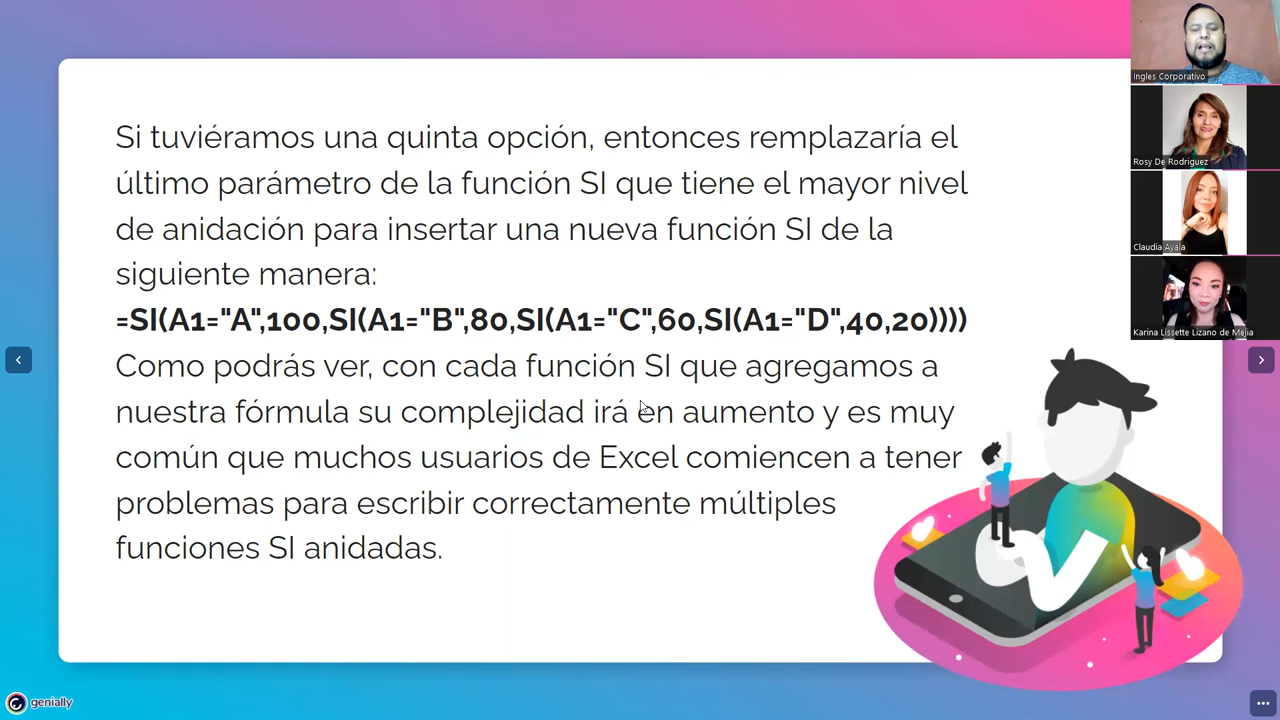 Si tuviéramos una quinta opción, entonces remplazaría el
último parámetro de la función SI que tiene el mayor nivel
de anidación para insertar una nueva función SI de la
siguiente manera:
=SI(A1="A",100,SI(A1="B",80,SI(A1="C",60,SI(A1="D",40,20))))
Como podrás ver, con cada función SI que agregamos a
nuestra fórmula su complejidad irá en aumento y es muy
común que muchos usuarios de Excel comiencen a tener
problemas para escribir correctamente múltiples
funciones SI anidadas.
Ingles Corporativo
Rosy De Rodriguez
Claudia Ayala
Karina Lissette Lizano de Mejia
genially